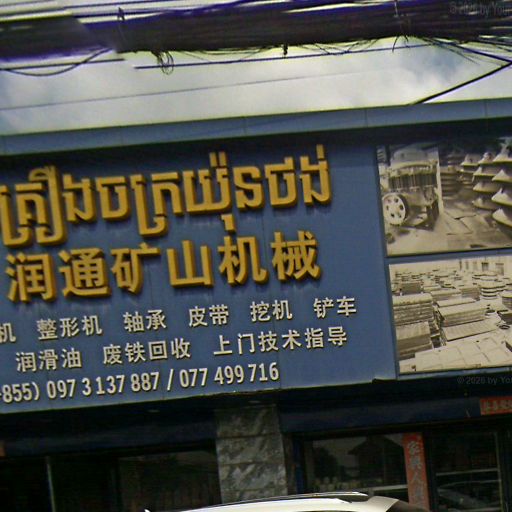 គ្រឿងចក្រយ៉ុនថង់
润通矿山机械
机 整形机 轴承 皮带 挖机 铲车
润滑油 废铁回收 上门技术指导
855) 097 3 137 887 / 077 499 716